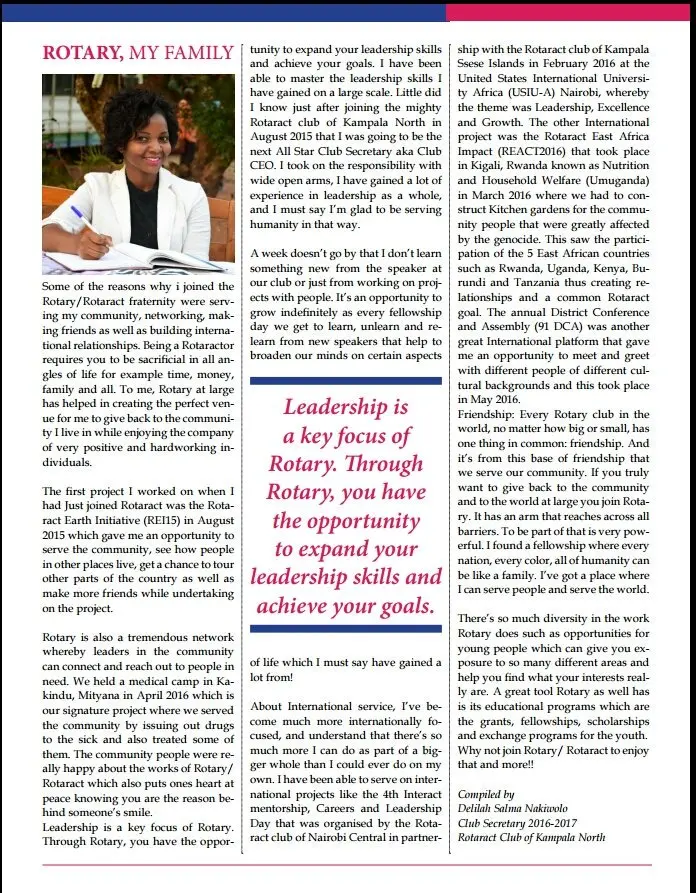 ROTARY, MY FAMILY
Some of the reasons why i joined the
Rotary/Rotaract fraternity were serv-
ing my community, networking, mak-
ing friends as well as building interna-
tional relationships. Being a Rotaractor
requires you to be sacrificial in all an-
gles of life for example time, money,
family and all. To me, Rotary at large
has helped in creating the perfect ven-
ue for me to give back to the communi-
ty I live in while enjoying the company
of very positive and hardworking in-
dividuals.
The first project I worked on when I
had Just joined Rotaract was the Rota-
ract Earth Initiative (REI15) in August
2015 which gave me an opportunity to
serve the community, see how people
in other places live, get a chance to tour
other parts of the country as well as
make more friends while undertaking
on the project.
Rotary is also a tremendous network
whereby leaders in the community
can connect and reach out to people in
need. We held a medical camp in Ka-
kindu, Mityana in April 2016 which is
our signature project where we served
the community by issuing out drugs
to the sick and also treated some of
them. The community people were re-
ally happy about the works of Rotary/
Rotaract which also puts ones heart at
peace knowing you are the reason be-
hind someone's smile.
Leadership is a key focus of Rotary.
Through Rotary, you have the oppor-
tunity to expand your leadership skills
and achieve your goals. I have been
able to master the leadership skills I
have gained on a large scale. Little did
I know just after joining the mighty
Rotaract club of Kampala North in
August 2015 that I was going to be the
next All Star Club Secretary aka Club
CEO. I took on the responsibility with
wide open arms, I have gained a lot of
experience in leadership as a whole,
and I must say I'm glad to be serving
humanity in that way.
A week doesn't go by that I don't learn
something new from the speaker at
our club or just from working on proj-
ects with people. It's an opportunity to
grow indefinitely as every fellowship
day we get to learn, unlearn and re-
learn from new speakers that help to
broaden our minds on certain aspects
Leadership is
a key focus of
Rotary. Through
Rotary, you have
the opportunity
to expand your
leadership skills and
achieve your goals.
of life which I must say have gained a
lot from!
About International service, I've be-
come much more internationally fo-
cused, and understand that there's so
much more I can do as part of a big-
ger whole than I could ever do on my
own. I have been able to serve on inter-
national projects like the 4th Interact
mentorship, Careers and Leadership
Day that was organised by the Rota-
ract club of Nairobi Central in partner-
ship with the Rotaract club of Kampala
Ssese Islands in February 2016 at the
United States International Universi-
ty Africa (USIU-A) Nairobi, whereby
the theme was Leadership, Excellence
and Growth. The other International
project was the Rotaract East Africa
Impact (REACT2016) that took place
in Kigali, Rwanda known as Nutrition
and Household Welfare (Umuganda)
in March 2016 where we had to con-
struct Kitchen gardens for the commu-
nity people that were greatly affected
by the genocide. This saw the partici-
pation of the 5 East African countries
such as Rwanda, Uganda, Kenya, Bu-
rundi and Tanzania thus creating re-
lationships and a common Rotaract
goal. The annual District Conference
and Assembly (91 DCA) was another
great International platform that gave
me an opportunity to meet and greet
with different people of different cul-
tural backgrounds and this took place
in May 2016.
Friendship: Every Rotary club in the
world, no matter how big or small, has
one thing in common: friendship. And
it's from this base of friendship that
we serve our community. If you truly
want to give back to the community
and to the world at large you join Rota-
ry. It has an arm that reaches across all
barriers. To be part of that is very pow-
erful. I found a fellowship where every
nation, every color, all of humanity can
be like a family. I've got a place where
I can serve people and serve the world.
There's so much diversity in the work
Rotary does such as opportunities for
young people which can give you ex-
posure to so many different areas and
help you find what your interests real-
ly are. A great tool Rotary as well has
is its educational programs which are
the grants, fellowships, scholarships
and exchange programs for the youth.
Why not join Rotary/ Rotaract to enjoy
that and more!!
Compiled by
Delilah Salma Nakiwolo
Club Secretary 2016-2017
Rotaract Club of Kampala North